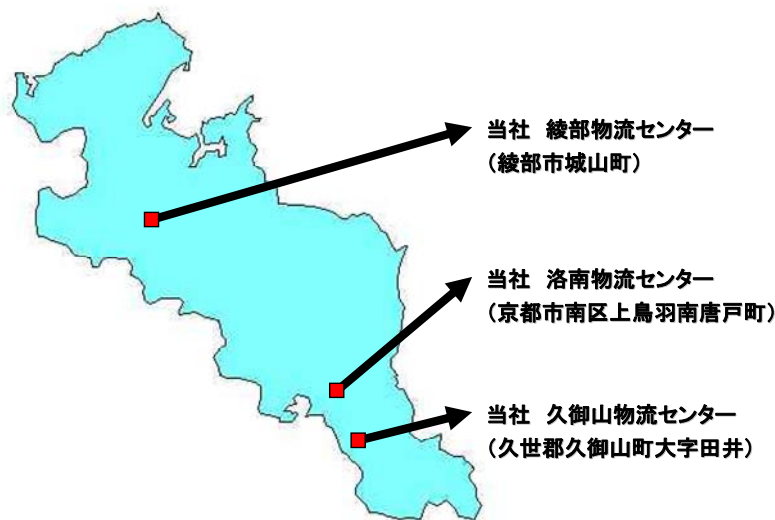 当社　綾部物流センター
（綾部市城山町）
当社　洛南物流センター
（京都市南区上鳥羽南唐戸町）
当社　久御山物流センター
（久世郡久御山町大字田井）